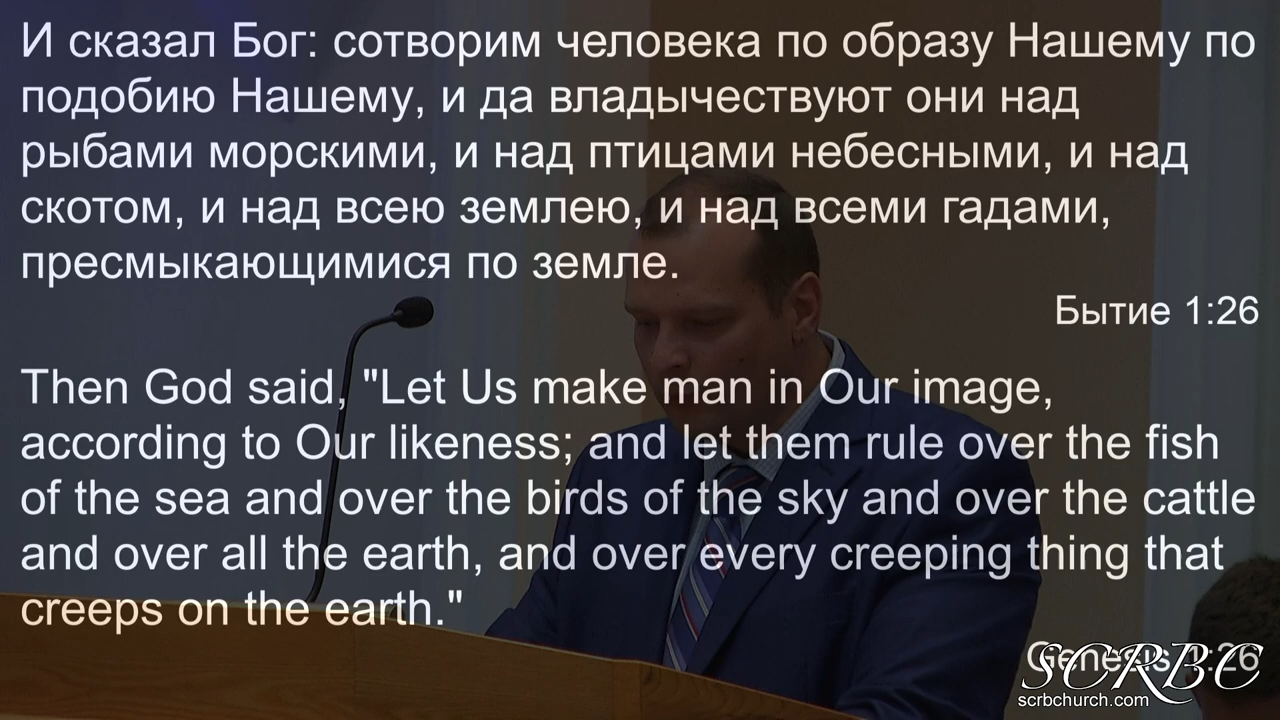 И сказал Бог: сотворим человека по образу Нашему по
подобию Нашему, и да владычествуют они над
рыбами морскими, и над птицами небесными, и над
скотом, и над всею землею, и над всеми гадами,
пресмыкающимися по земле.
Бытие 1:26
Then God said, "Let Us make man in Our image,
according to Our likeness; and let them rule over the fish
of the sea and over the birds of the sky and over the cattle
and over all the earth, and over every creeping thing that
creeps on the earth."
Genesis 1:26
SCRBC
scrbchurch.com